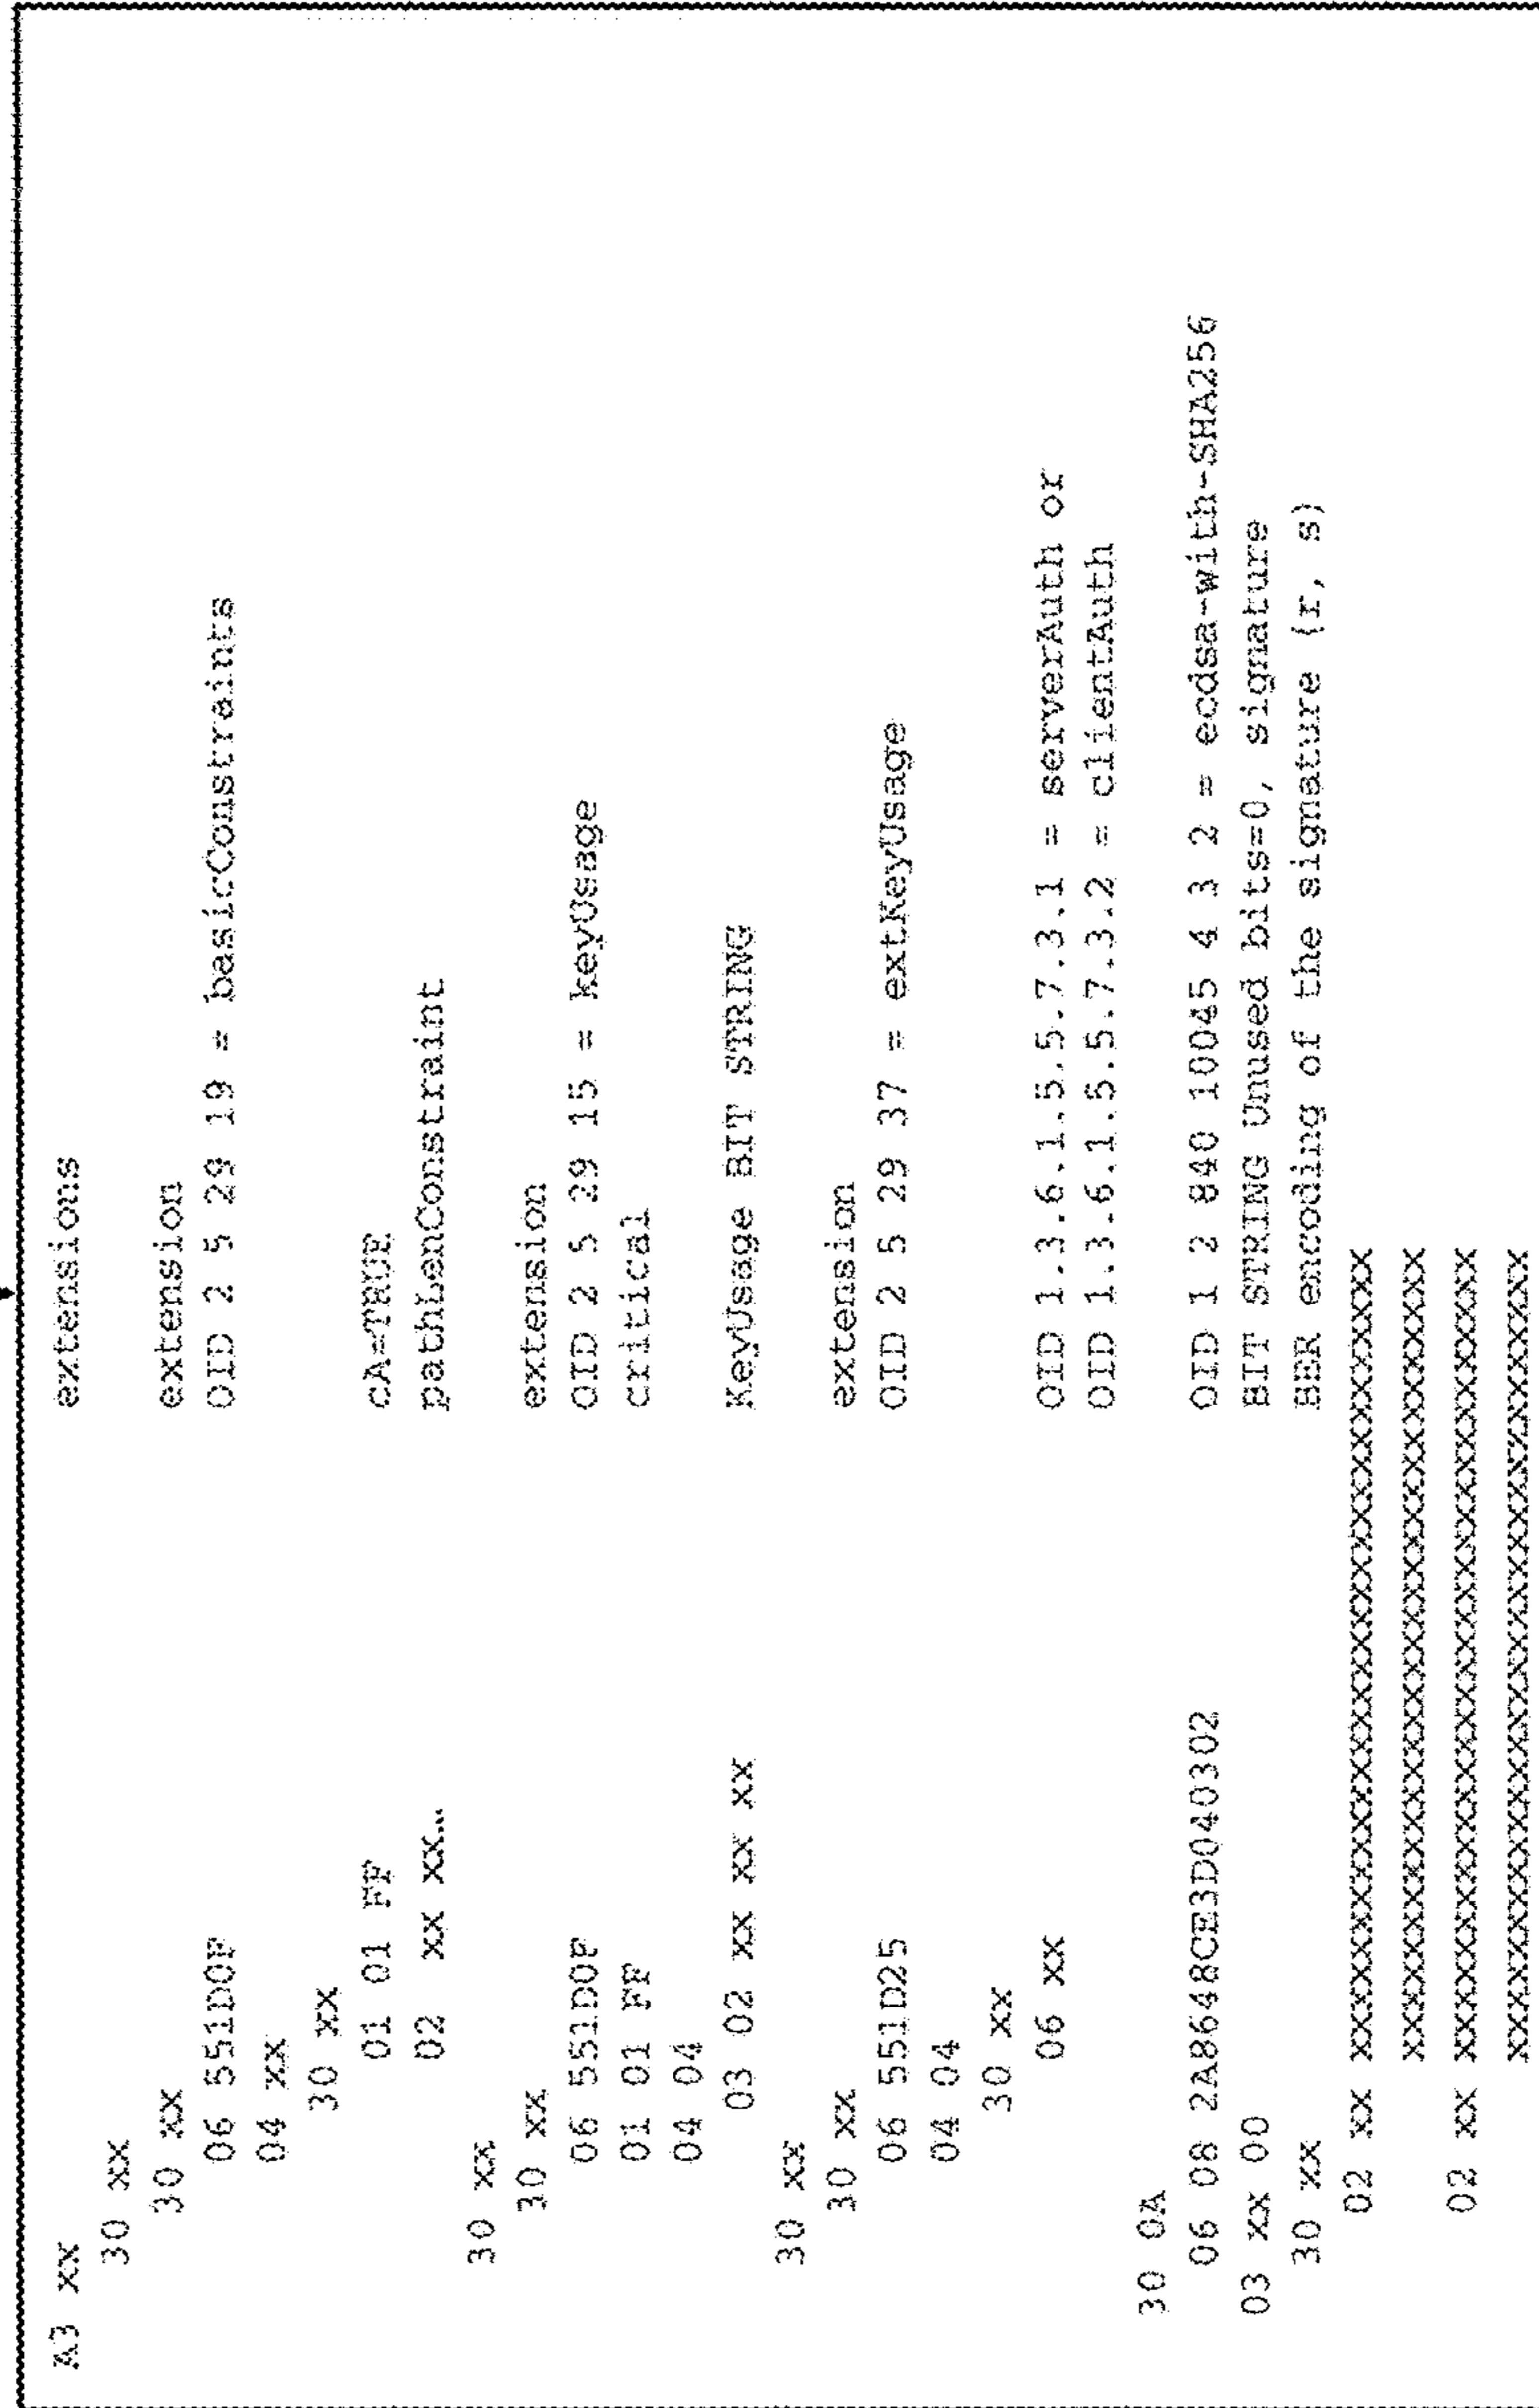 A3 xx extensions
30 xx
30 xx extension
06 551D0F OID 2 5 29 19 = basicConstraints
04 xx
30 xx
01 01 FF cA=TRUE
02 xx xx… pathLenConstraint
30 xx
30 xx extension
06 551D0F OID 2 5 29 15 = keyUsage
01 01 FF critical
04 04
03 02 xx xx xx KeyUsage BIT STRING
30 xx
30 xx extension
06 551D25 OID 2 5 29 37 = extKeyUsage
04 04
30 xx
06 xx OID 1.3.6.1.5.5.7.3.1 = serverAuth or
OID 1.3.6.1.5.5.7.3.2 = clientAuth
30 0A
06 08 2A8648CE3D040302 OID 1 2 840 10045 4 3 2 = ecdsa-with-SHA256
03 xx 00 BIT STRING Unused bits=0, signature
30 xx BER encoding of the signature (r, s)
02 xx
02 xx